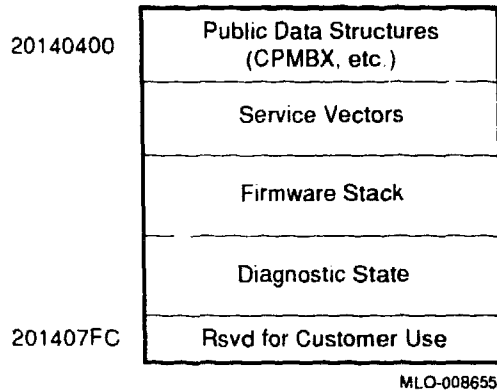 20140400
Public Data Structures
(CPMBX, etc.)
Service Vectors
Firmware Stack
Diagnostic State
201407FC
Rsvd for Customer Use
MLO-008655